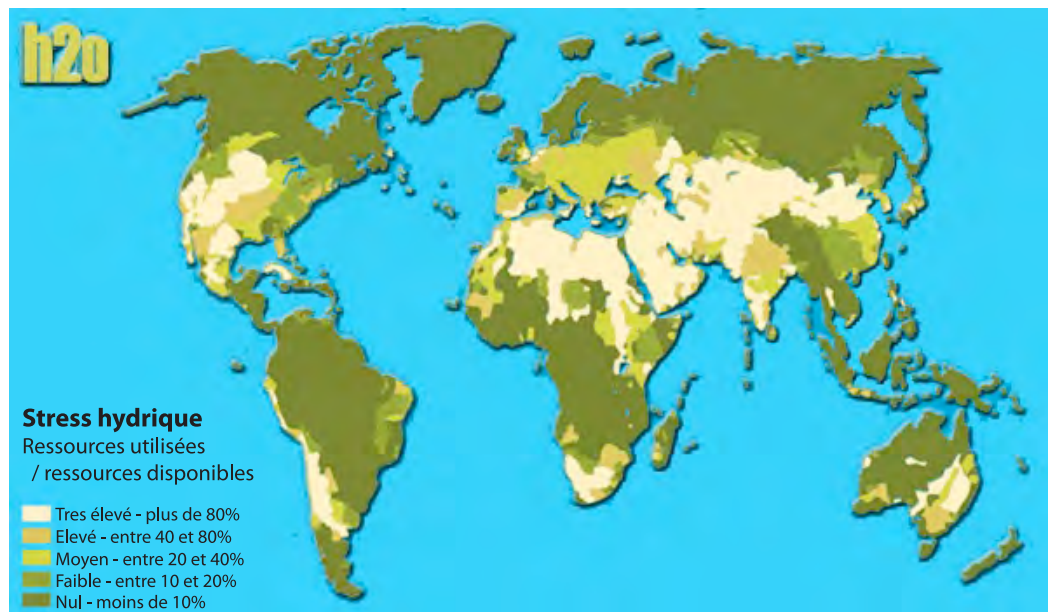 h2o
Stress hydrique
Ressources utilisées
/ ressources disponibles
Tres élevé - plus de 80%
Elevé - entre 40 et 80%
Moyen - entre 20 et 40%
Faible - entre 10 et 20%
Nul - moins de 10%